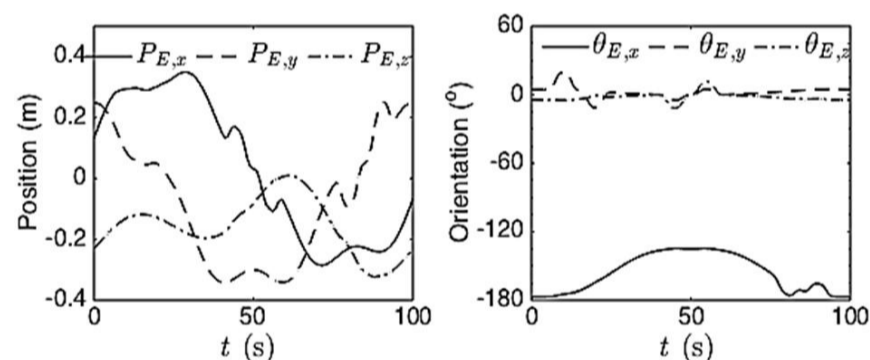 0.4
P_{E,x} P_{E,y} P_{E,z}
0.2
0
-0.2
-0.4
Position (m)
0 50 100
t (s)
60
θ_{E,x} θ_{E,y} θ_{E,z}
0
-60
-120
-180
Orientation (°)
0 50 100
t (s)